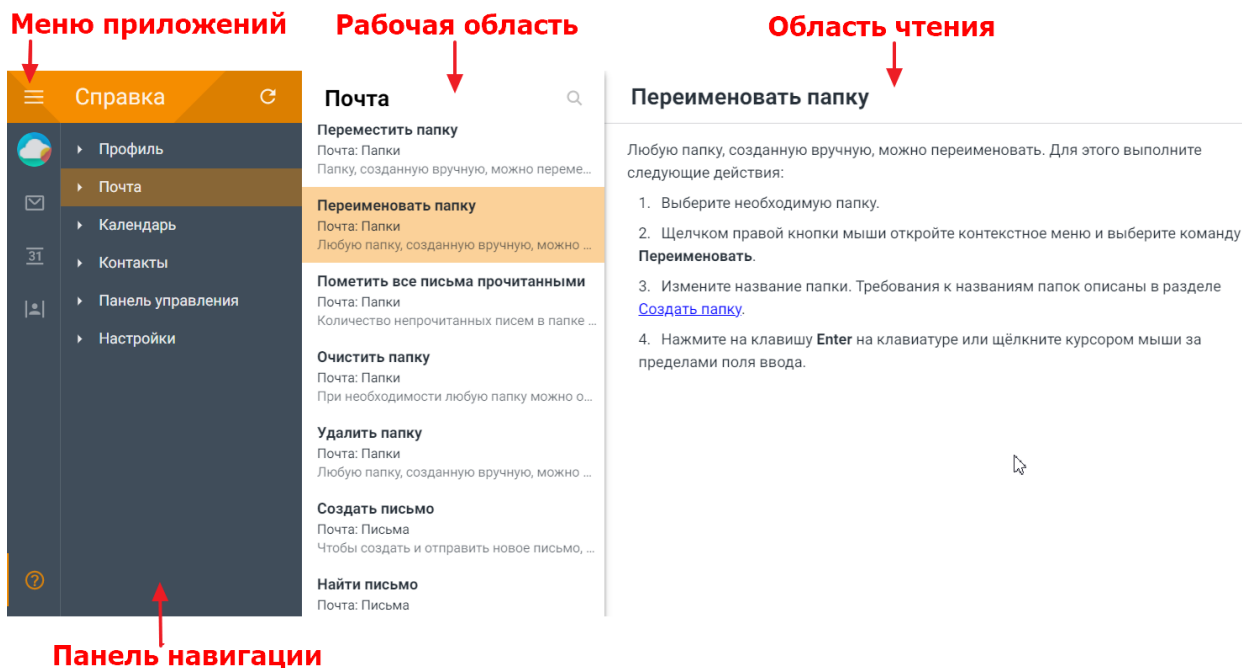 Меню приложений
Рабочая область
Область чтения
Справка
Профиль
Почта
Календарь
Контакты
Панель управления
Настройки
31
Почта
Переместить папку
Почта: Папки
Папку, созданную вручную, можно переме...
Переименовать папку
Почта: Папки
Любую папку, созданную вручную, можно ...
Пометить все письма прочитанными
Почта: Папки
Количество непрочитанных писем в папке ...
Очистить папку
Почта: Папки
При необходимости любую папку можно о...
Удалить папку
Почта: Папки
Любую папку, созданную вручную, можно ...
Создать письмо
Почта: Письма
Чтобы создать и отправить новое письмо, ...
Найти письмо
Почта: Письма
Переименовать папку
Любую папку, созданную вручную, можно переименовать. Для этого выполните
следующие действия:
1. Выберите необходимую папку.
2. Щелчком правой кнопки мыши откройте контекстное меню и выберите команду
Переименовать.
3. Измените название папки. Требования к названиям папок описаны в разделе
Создать папку.
4. Нажмите на клавишу Enter на клавиатуре или щёлкните курсором мыши за
пределами поля ввода.
Панель навигации